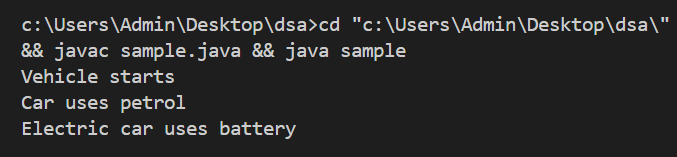 c:\Users\Admin\Desktop\dsa>cd "c:\Users\Admin\Desktop\dsa\"
&& javac sample.java && java sample
Vehicle starts
Car uses petrol
Electric car uses battery